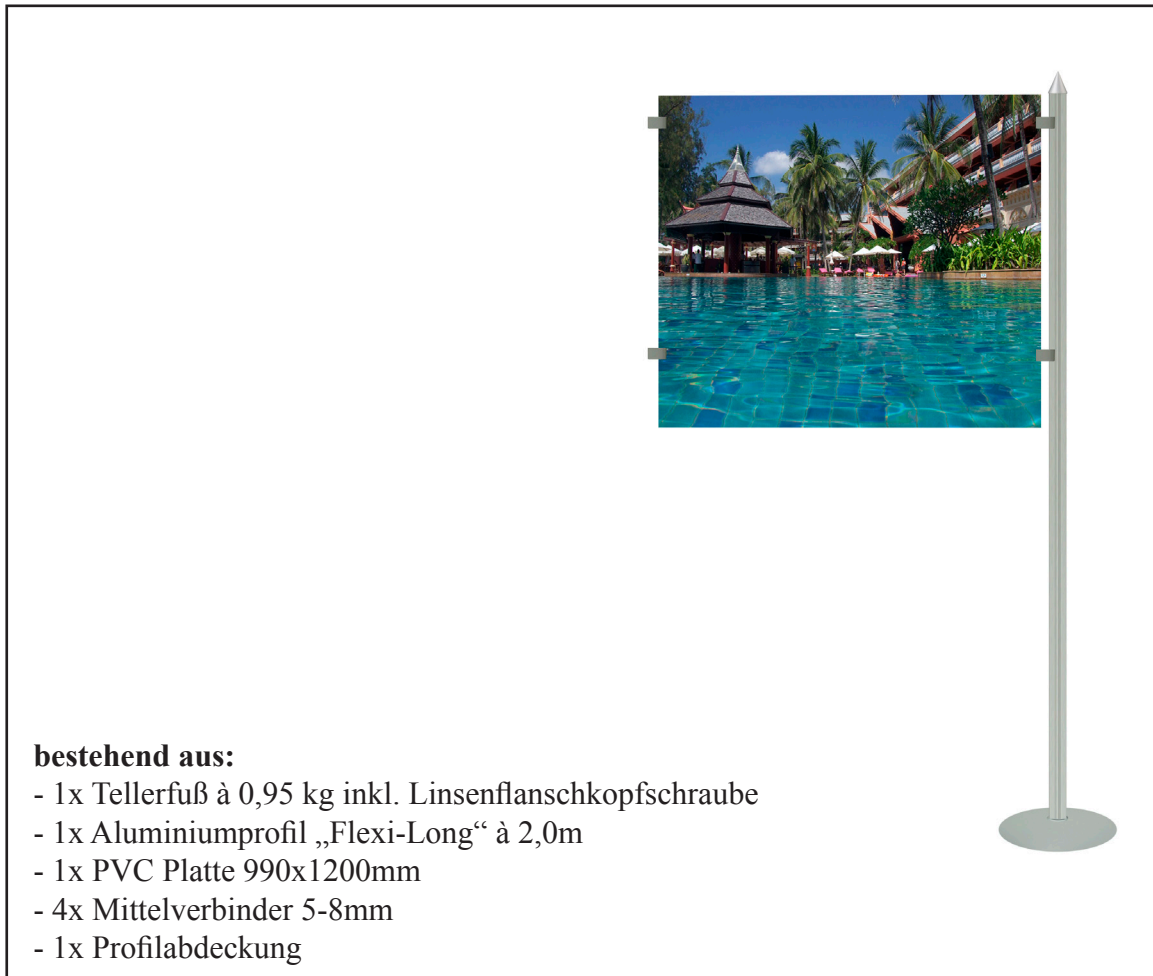 bestehend aus:
- 1x Tellerfuß à 0,95 kg inkl. Linsenflanschkopfschraube
- 1x Aluminiumprofil „Flexi-Long“ à 2,0m
- 1x PVC Platte 990x1200mm
- 4x Mittelverbinder 5-8mm
- 1x Profilabdeckung